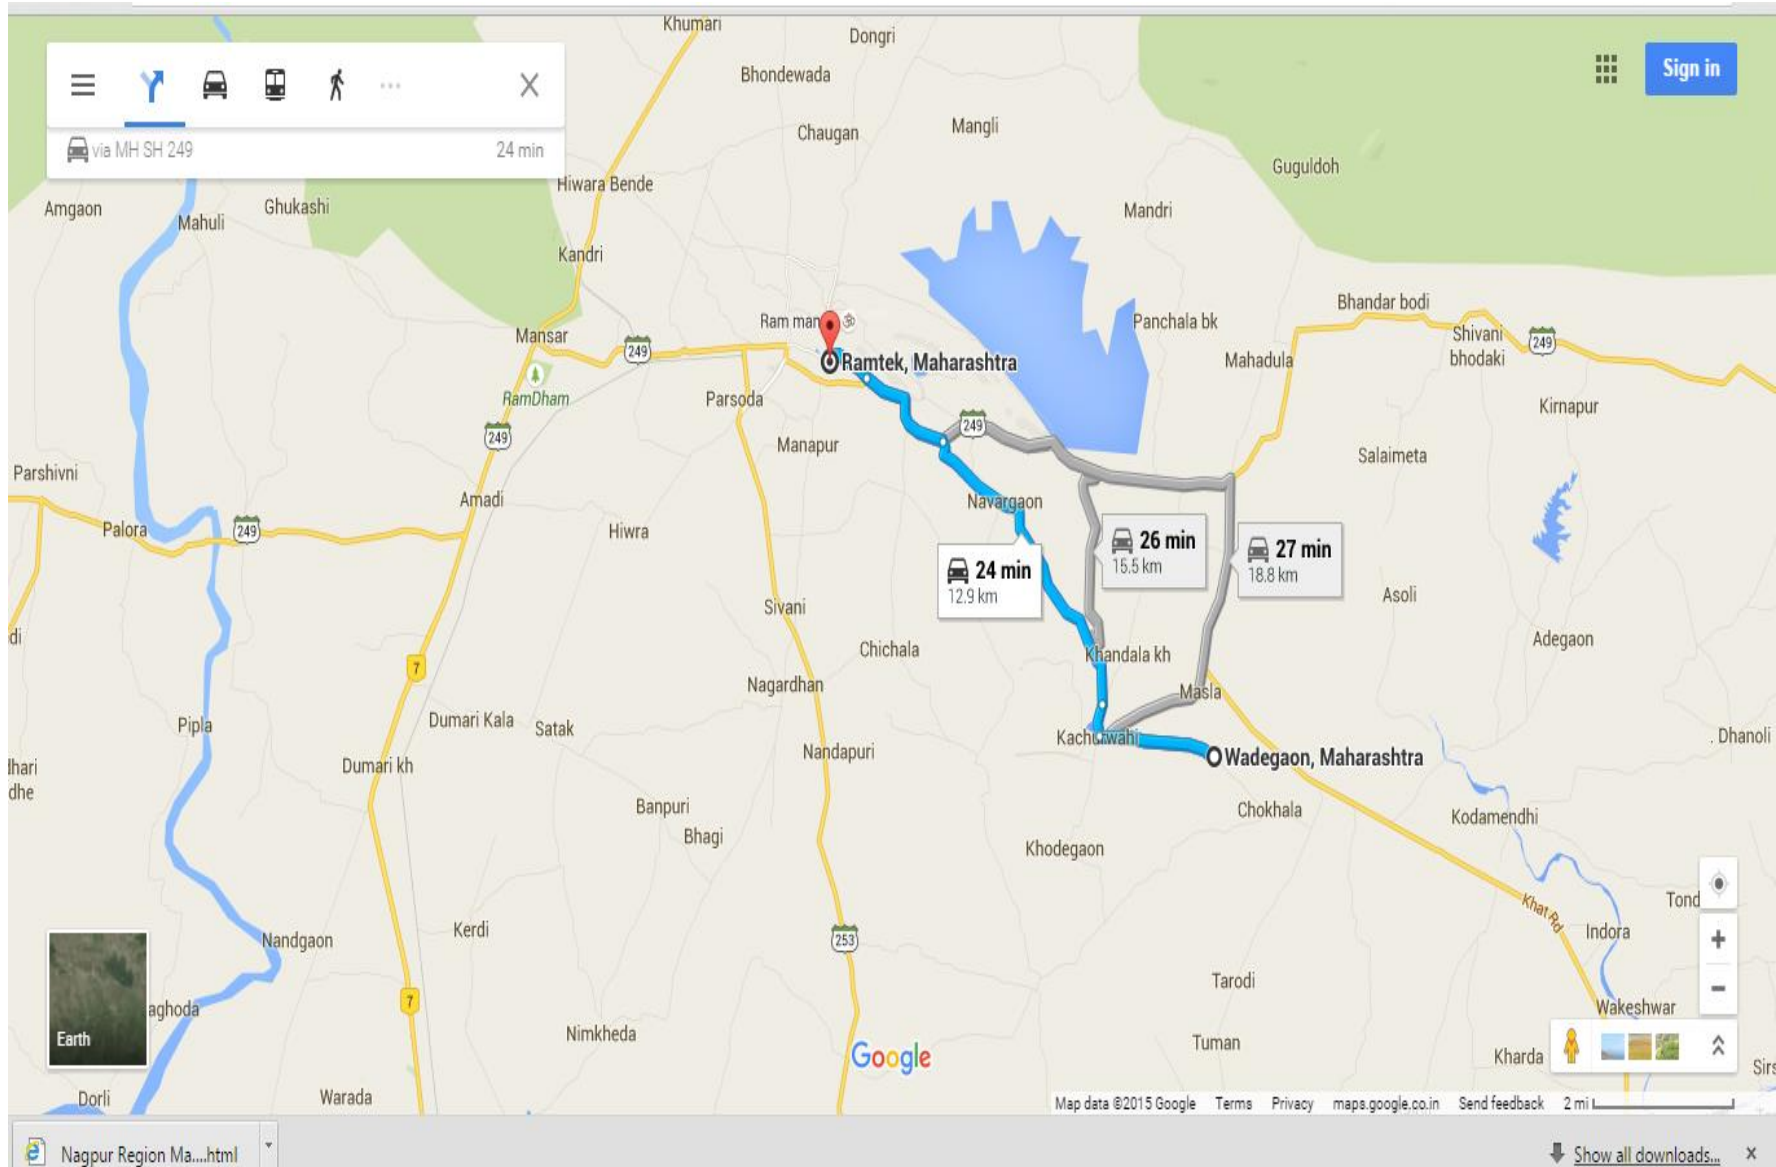 Khumari
Dongri
Sign in
Bhondewada
Chaugan
Mangli
via MH SH 249 24 min
Guguldoh
Hiwara Bende
Amgaon
Mahuli
Ghukashi
Mandri
Kandri
Bhandar bodi
Ram man
Panchala bk
Mansar
249
Shivani
bhodaki
249
Mahadula
Ramtek, Maharashtra
RamDham
Parsoda
Kirnapur
249
249
Manapur
Salaimeta
Parshivni
Amadi
Navargaon
Palora
249
Hiwra
26 min
15.5 km
27 min
18.8 km
24 min
12.9 km
Asoli
Sivani
di
Adegaon
Chichala
Khandala kh
7
Nagardhan
Masla
Pipla
Dumari Kala
Satak
Kachurwahi
Nandapuri
Dhanoli
Wadegaon, Maharashtra
Dumari kh
dhe
Banpuri
Chokhala
Kodamendhi
Bhagi
Khodegaon
Tond
Khat Rd
Kerdi
Nandgaon
253
Indora
Tarodi
7
aghoda
Wakeshwar
Earth
Nimkheda
Tuman
Google
Kharda
Sirs
Dorli
Warada
Map data ©2015 Google Terms Privacy maps.google.co.in Send feedback 2 mi
Nagpur Region Ma....html
Show all downloads...